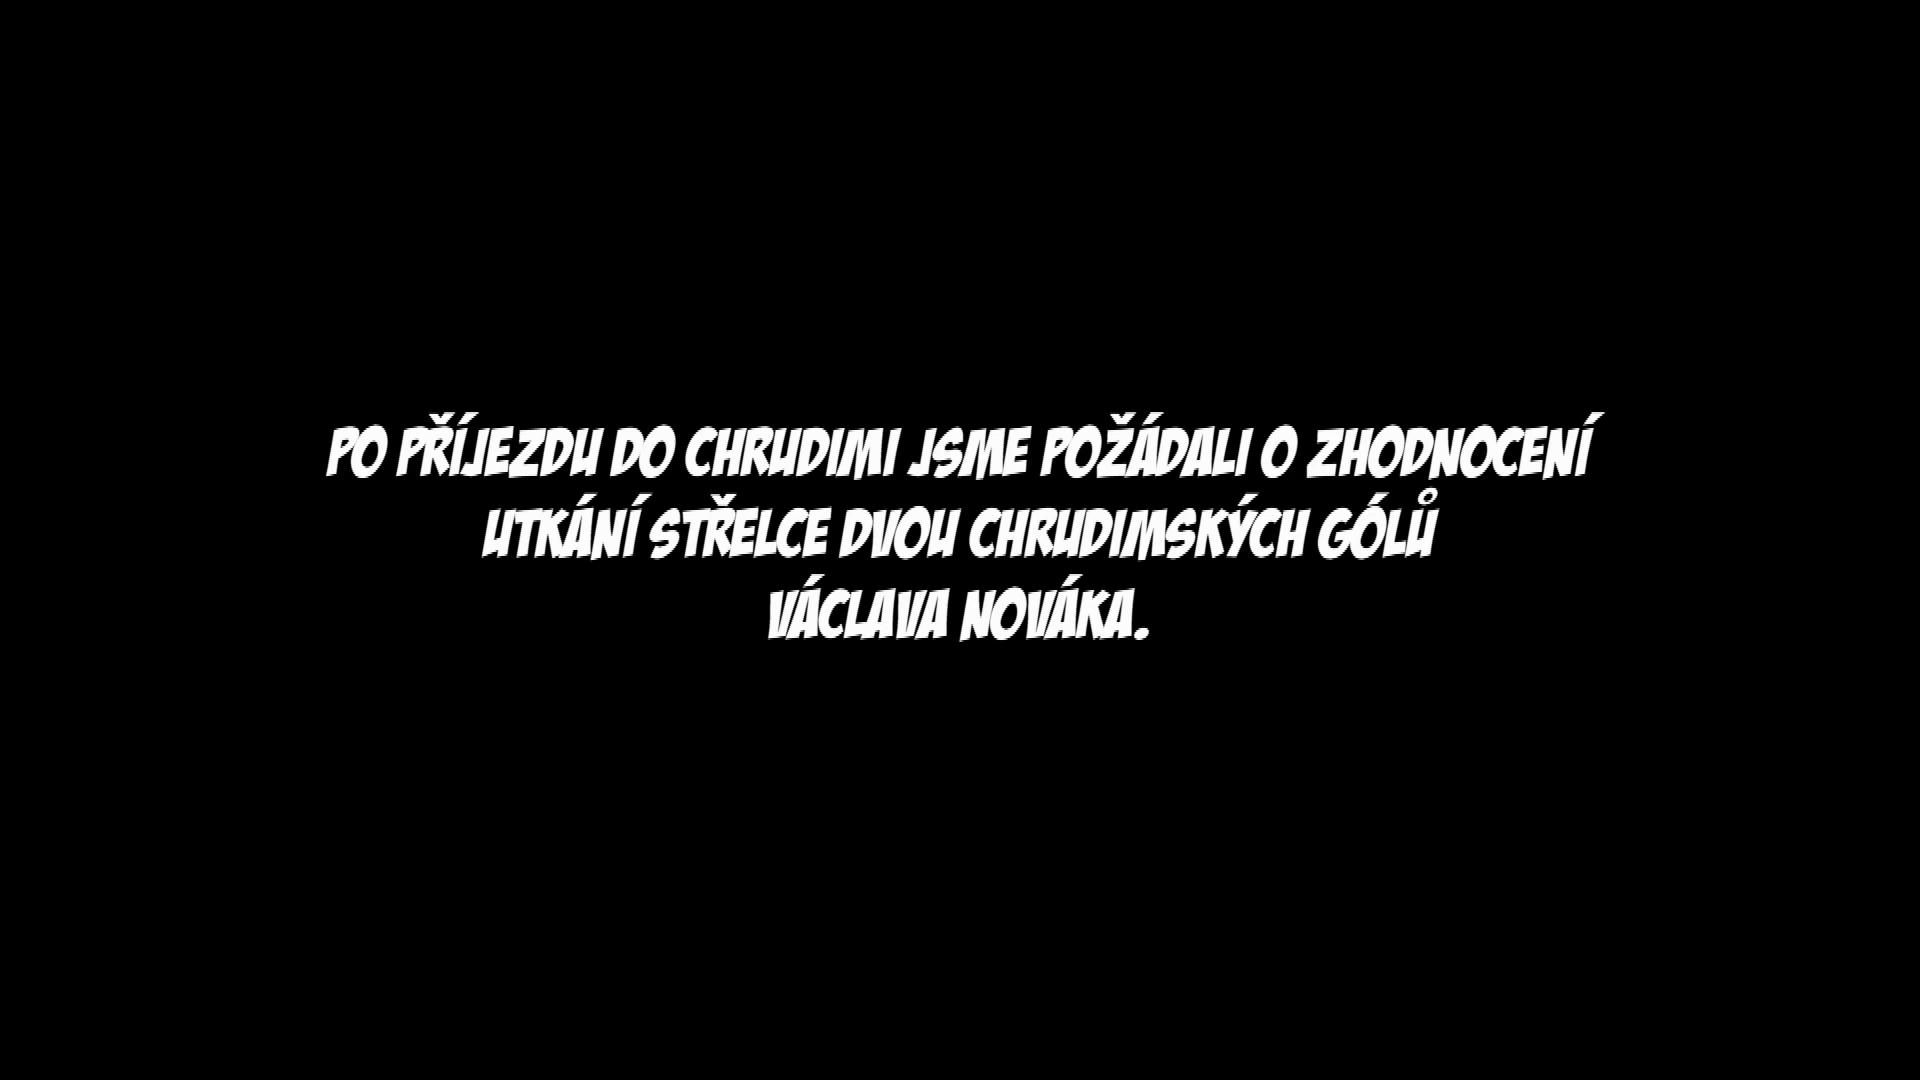 PO PŘÍJEZDU DO CHRUDIMI JSME POŽÁDALI O ZHODNOCENÍ
UTKÁNÍ STŘELCE DVOU CHRUDIMSKÝCH GÓLŮ
VÁCLAVA NOVÁKA.